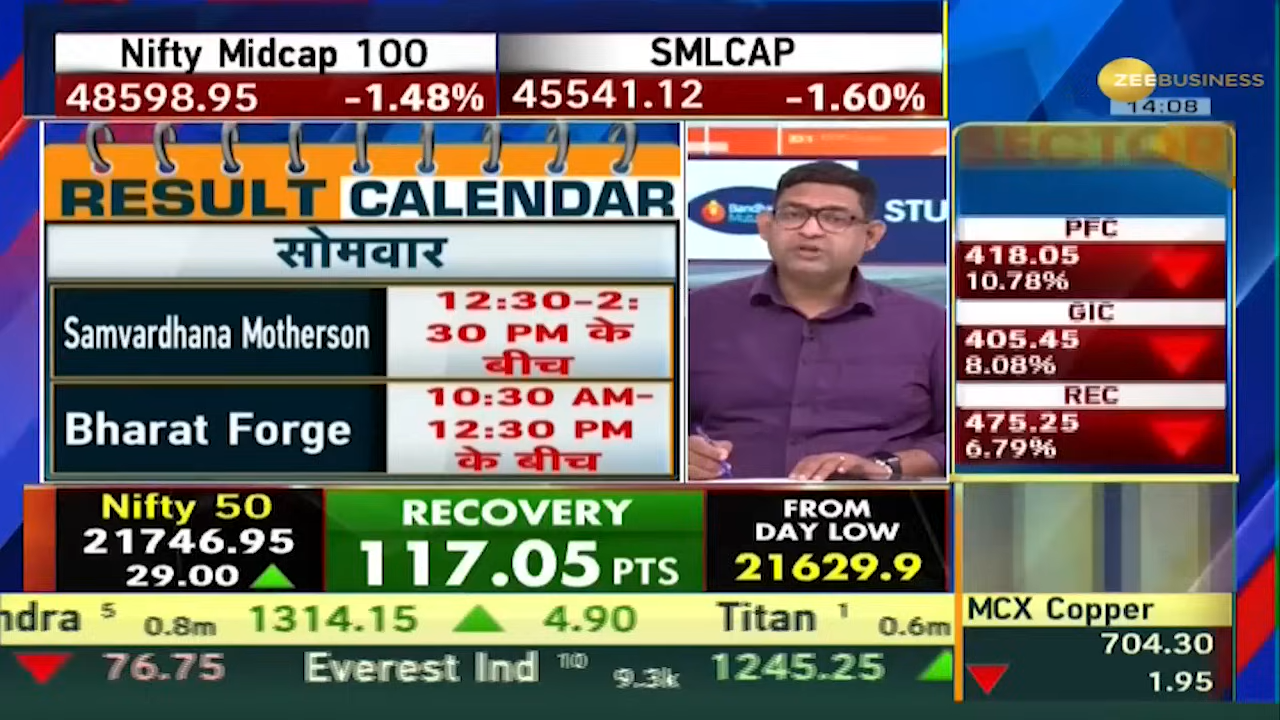 Nifty Midcap 100
48598.95 -1.48%
SMLCAP
45541.12 -1.60%
ZEEBUSINESS
14:08
RESULT CALENDAR
सोमवार
Samvardhana Motherson
12:30-2:
30 PM के
बीच
Bharat Forge
10:30 AM-
12:30 PM
के बीच
STU
PFC
418.05
10.78%
GIC
405.45
8.08%
REC
475.25
6.79%
Nifty 50
21746.95
29.00
RECOVERY
117.05 PTS
FROM
DAY LOW
21629.9
ndra 5 0.8m 1314.15 4.90 Titan 1 0.6m
76.75 Everest Ind 10 9.3k 1245.25
MCX Copper
704.30
1.95